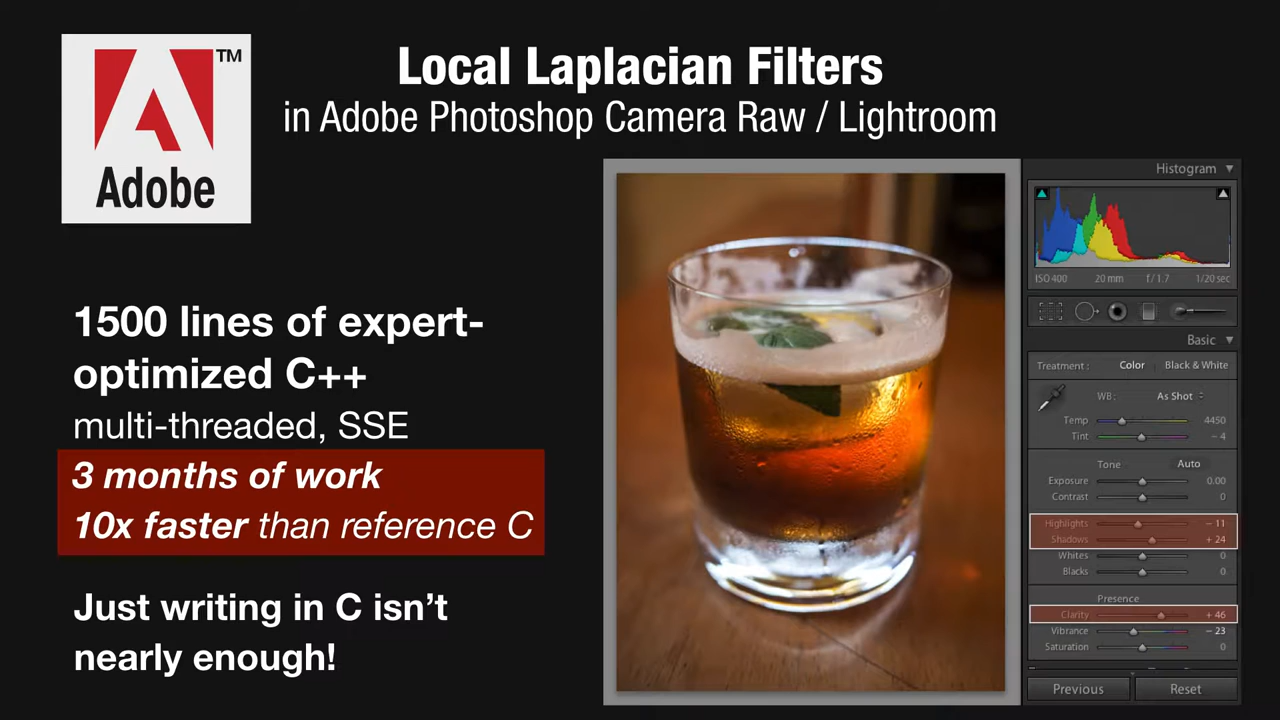 Adobe™
Local Laplacian Filters
in Adobe Photoshop Camera Raw / Lightroom
1500 lines of expert-
optimized C++
multi-threaded, SSE
3 months of work
10x faster than reference C
Just writing in C isn't
nearly enough!
Histogram
ISO 400 20 mm f / 1.7 1/20 sec
Basic
Treatment : Color Black & White
WB : As Shot
Temp 4450
Tint – 4
Tone Auto
Exposure 0.00
Contrast 0
Highlights – 11
Shadows + 24
Whites 0
Blacks 0
Presence
Clarity + 46
Vibrance – 23
Saturation 0
Previous Reset